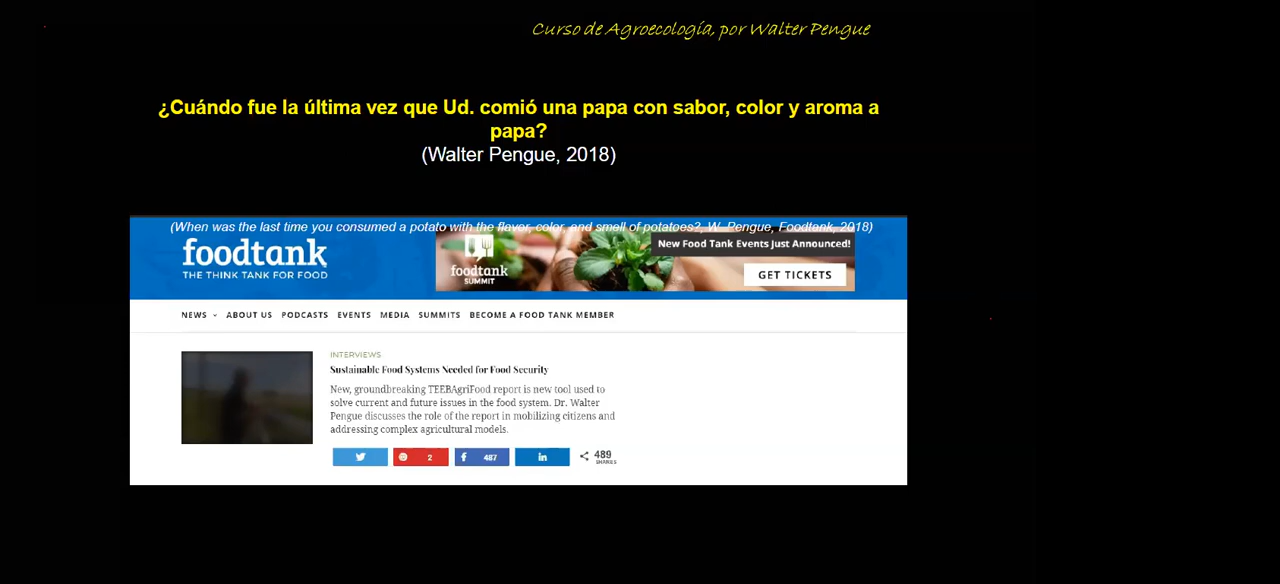 Curso de Agroecología, por Walter Pengue
¿Cuándo fue la última vez que Ud. comió una papa con sabor, color y aroma a
papa?
(Walter Pengue, 2018)
(When was the last time you consumed a potato with the flavor, color, and smell of potatoes?, W. Pengue, Foodtank, 2018)
foodtank
THE THINK TANK FOR FOOD
foodtank
SUMMIT
New Food Tank Events Just Announced!
GET TICKETS
NEWS ABOUT US PODCASTS EVENTS MEDIA SUMMITS BECOME A FOOD TANK MEMBER
INTERVIEWS
Sustainable Food Systems Needed for Food Security
New, groundbreaking TEEBAgriFood report is new tool used to
solve current and future issues in the food system. Dr. Walter
Pengue discusses the role of the report in mobilizing citizens and
addressing complex agricultural models.
2 487 in 489
SHARES